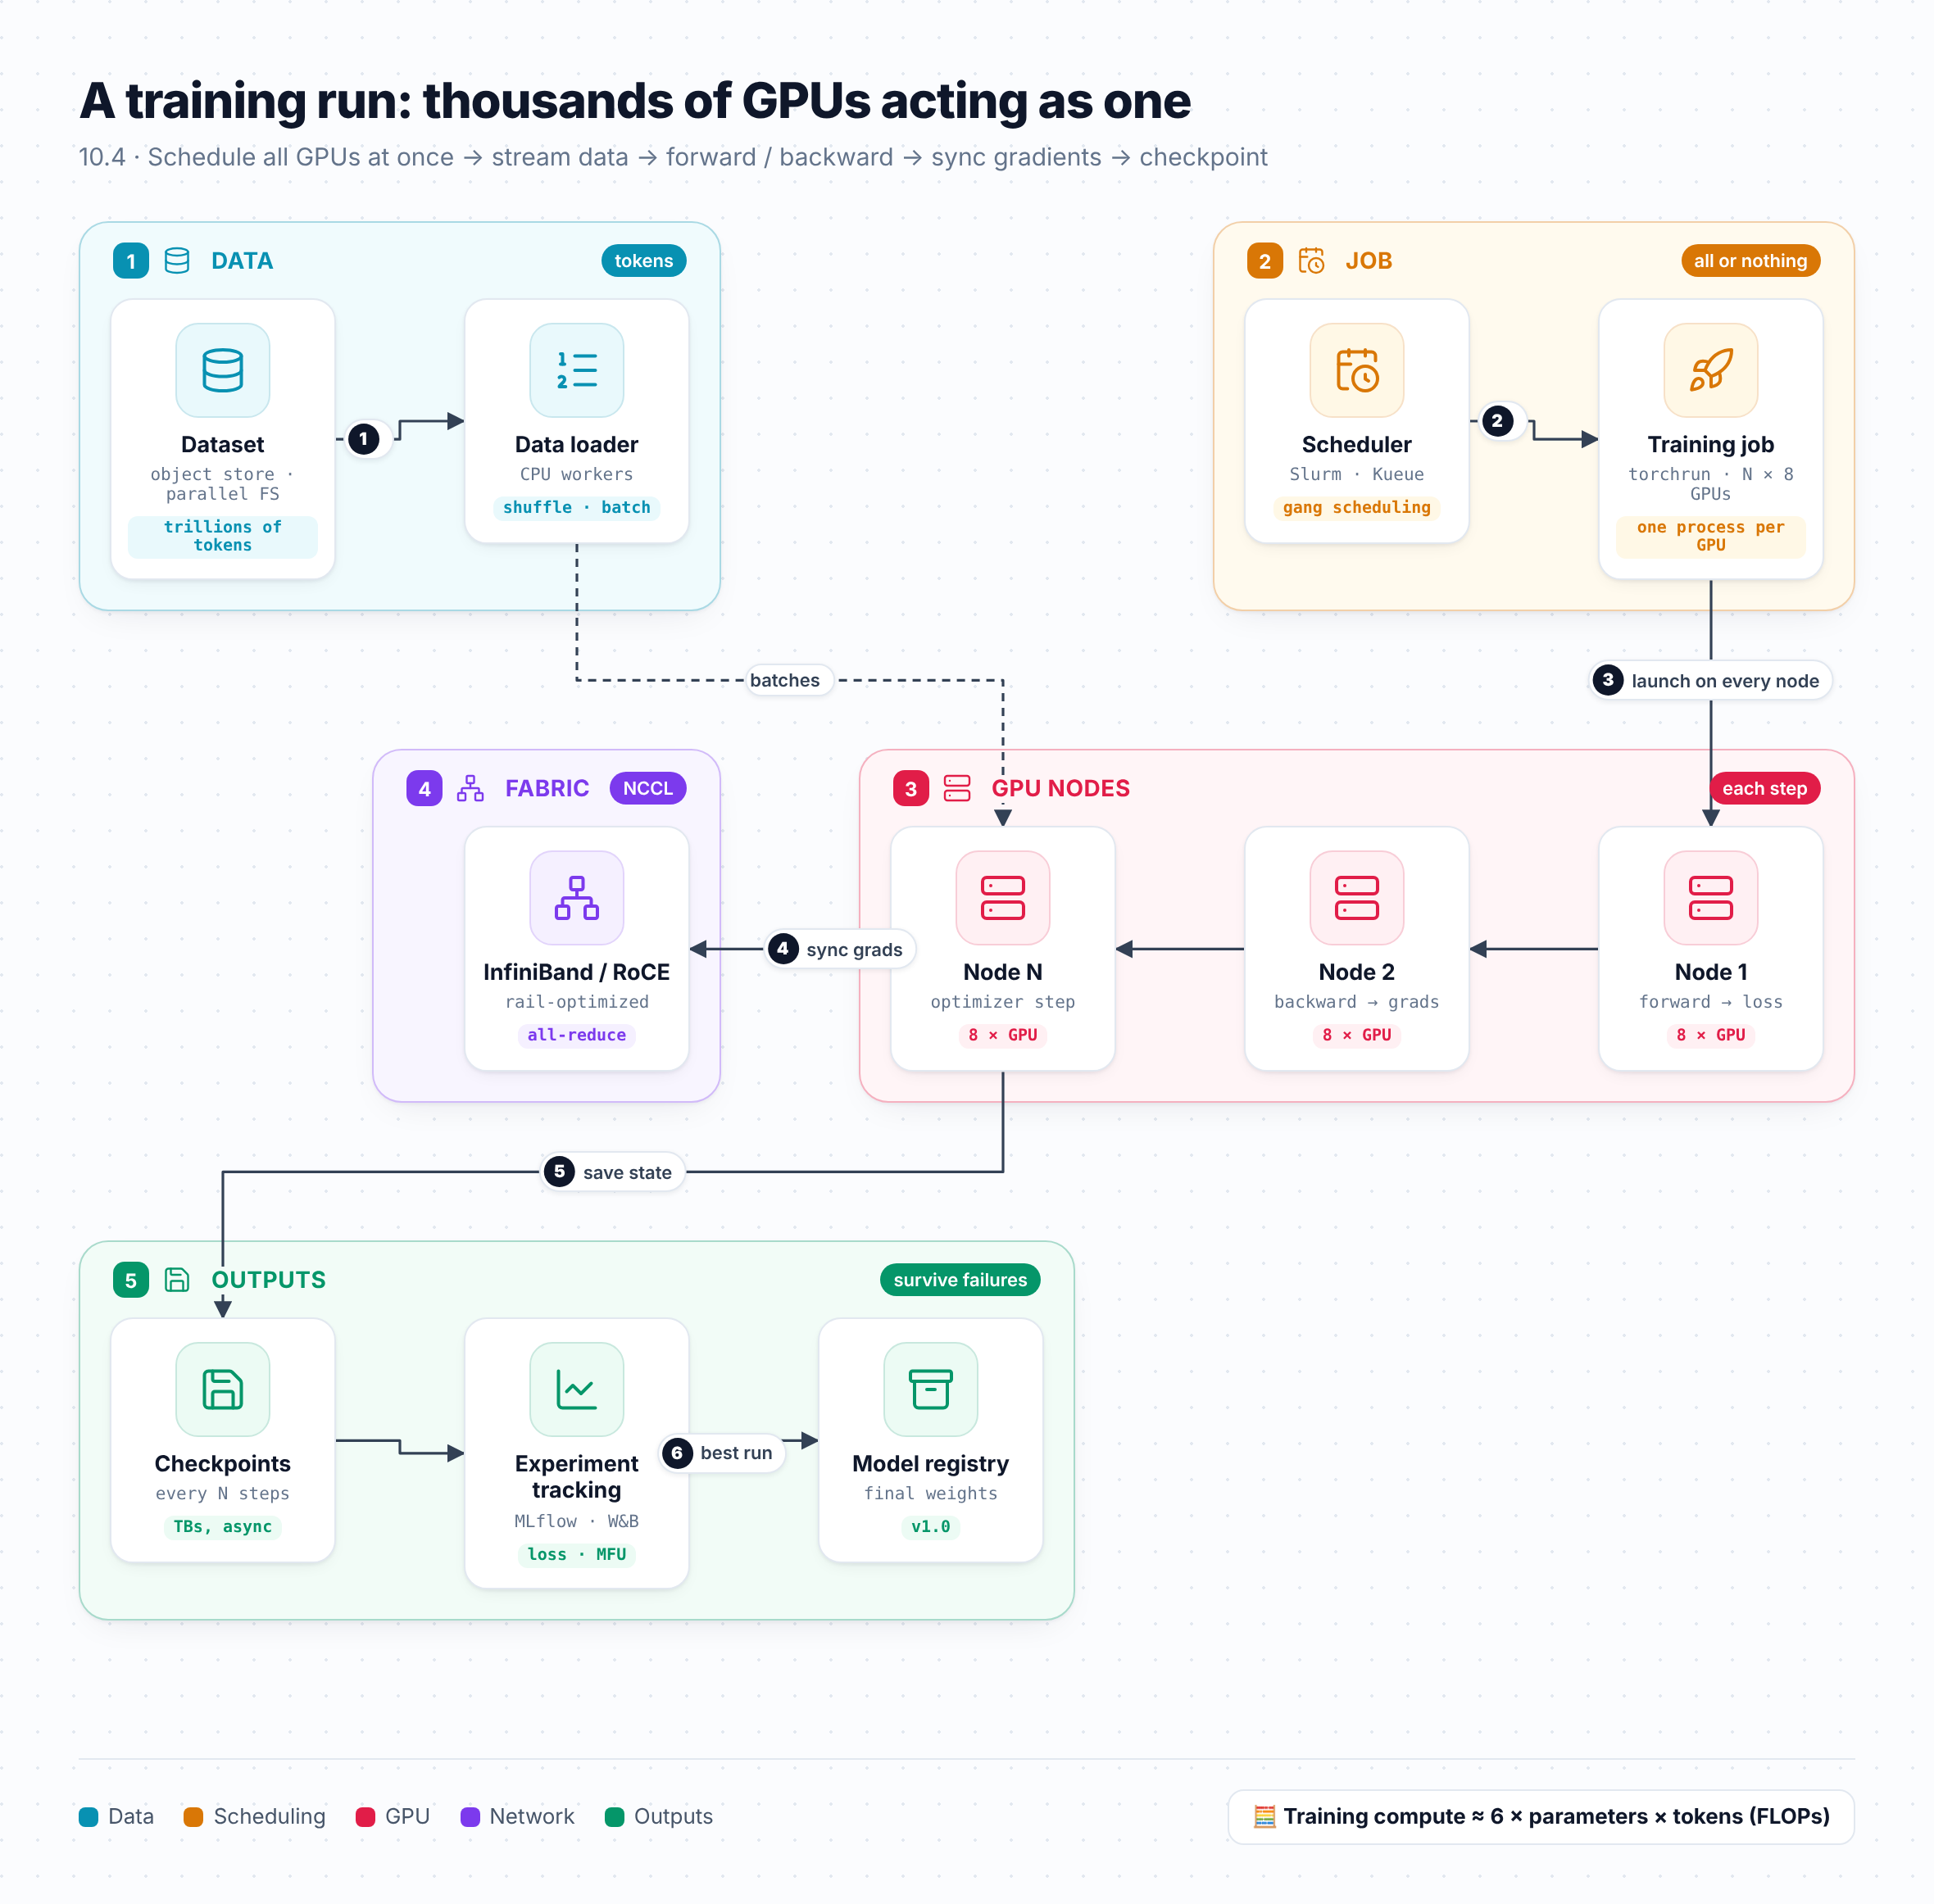 A training run: thousands of GPUs acting as one
10.4 · Schedule all GPUs at once → stream data → forward / backward → sync gradients → checkpoint
1 DATA tokens
Dataset
object store ·
parallel FS
trillions of
tokens
1
Data loader
CPU workers
shuffle · batch
2 JOB all or nothing
Scheduler
Slurm · Kueue
gang scheduling
2
Training job
torchrun · N × 8
GPUs
one process per
GPU
batches
3 launch on every node
4 FABRIC NCCL
InfiniBand / RoCE
rail-optimized
all-reduce
4 sync grads
3 GPU NODES each step
Node N
optimizer step
8 × GPU
Node 2
backward → grads
8 × GPU
Node 1
forward → loss
8 × GPU
5 save state
5 OUTPUTS survive failures
Checkpoints
every N steps
TBs, async
Experiment
tracking
MLflow · W&B
loss · MFU
6 best run
Model registry
final weights
v1.0
Data Scheduling GPU Network Outputs
🧮 Training compute ≈ 6 × parameters × tokens (FLOPs)